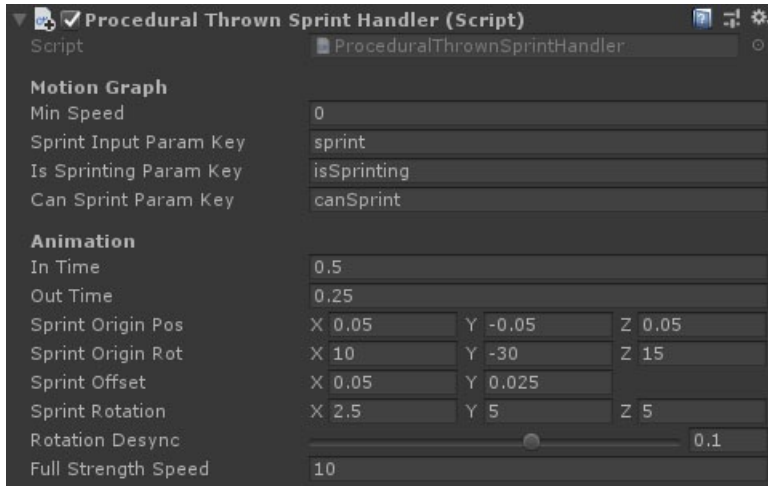 Procedural Thrown Sprint Handler (Script)
Script ProceduralThrownSprintHandler
Motion Graph
Min Speed 0
Sprint Input Param Key sprint
Is Sprinting Param Key isSprinting
Can Sprint Param Key canSprint
Animation
In Time 0.5
Out Time 0.25
Sprint Origin Pos X 0.05 Y -0.05 Z 0.05
Sprint Origin Rot X 10 Y -30 Z 15
Sprint Offset X 0.05 Y 0.025
Sprint Rotation X 2.5 Y 5 Z 5
Rotation Desync 0.1
Full Strength Speed 10